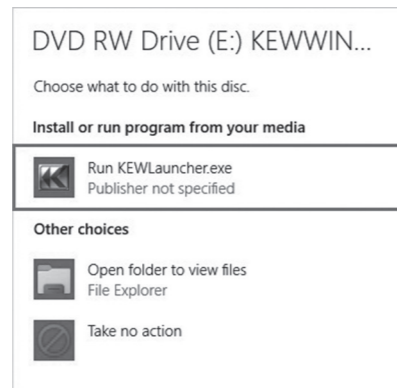 DVD RW Drive (E:) KEWWIN...
Choose what to do with this disc.
Install or run program from your media
Run KEWLauncher.exe
Publisher not specified
Other choices
Open folder to view files
File Explorer
Take no action